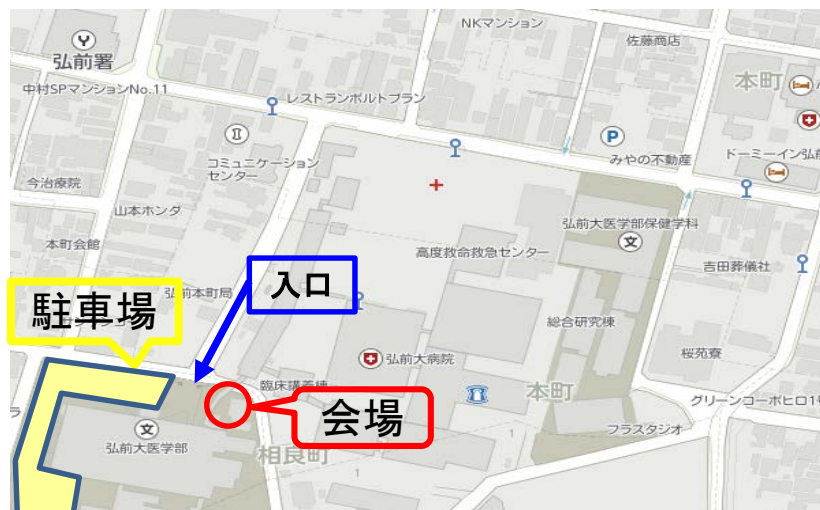 NKマンション
佐藤商店
弘前署
中村SPマンションNo.11
レストランポルトブラン
本町
コミュニケーション
センター
P
みやの不動産
ドーミーイン弘前
今治療院
山本ホンダ
弘前大医学部保健学科
文
本町会館
高度救命救急センター
吉田葬儀社
入口
弘前本町局
駐車場
総合研究棟
弘前大病院
桜苑寮
臨床講義棟
本町
グリーンコーポヒロ1号
会場
文
弘前大医学部
フラスタジオ
相良町
1
1